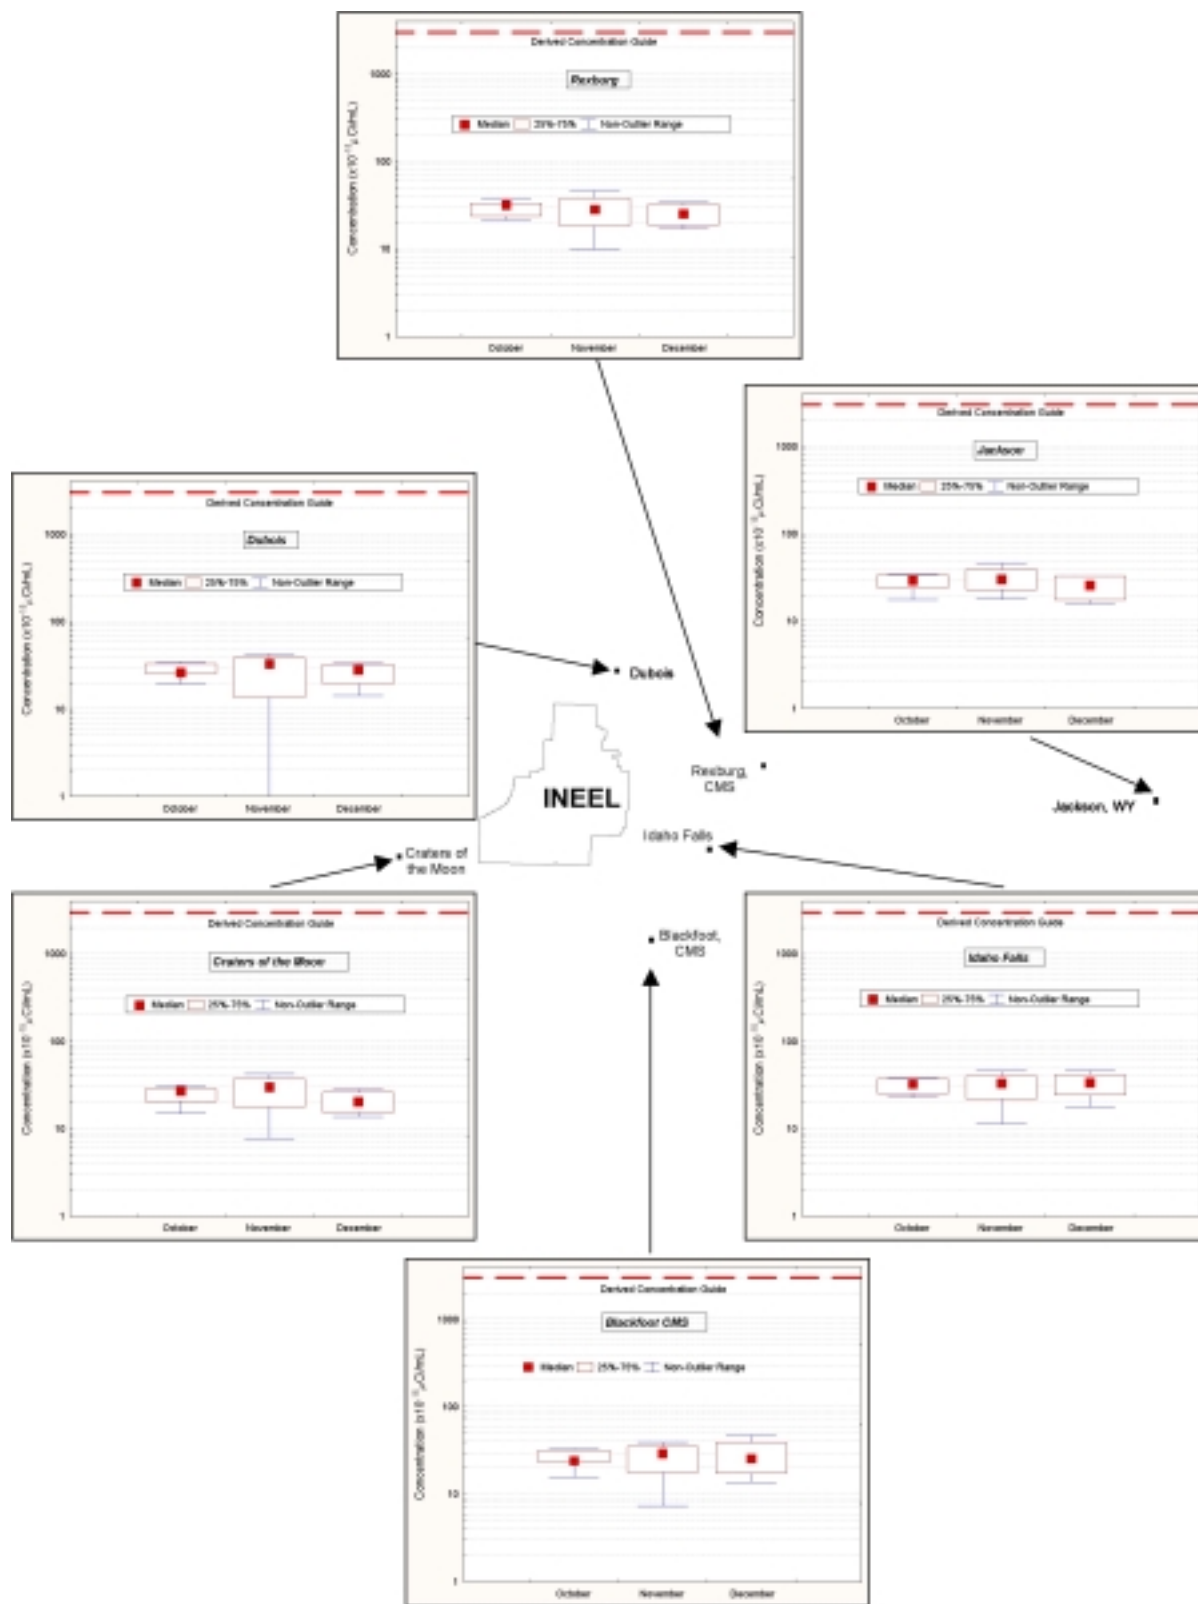 Derived Concentration Guide
Rexburg
1000
Median 25%-75% Non-Outlier Range
100
10
1
October November December
Derived Concentration Guide
Jackson
1000
Median 25%-75% Non-Outlier Range
100
10
1
October November December
Derived Concentration Guide
Dubois
1000
Median 25%-75% Non-Outlier Range
100
10
1
October November December
Dubois
Rexburg,
CMS
INEEL
Jackson, WY
Idaho Falls
Craters of
the Moon
Blackfoot,
CMS
Derived Concentration Guide
Craters of the Moon
1000
Median 25%-75% Non-Outlier Range
100
10
1
October November December
Derived Concentration Guide
Idaho Falls
1000
Median 25%-75% Non-Outlier Range
100
10
1
October November December
Derived Concentration Guide
Blackfoot CMS
1000
Median 25%-75% Non-Outlier Range
100
10
1
October November December